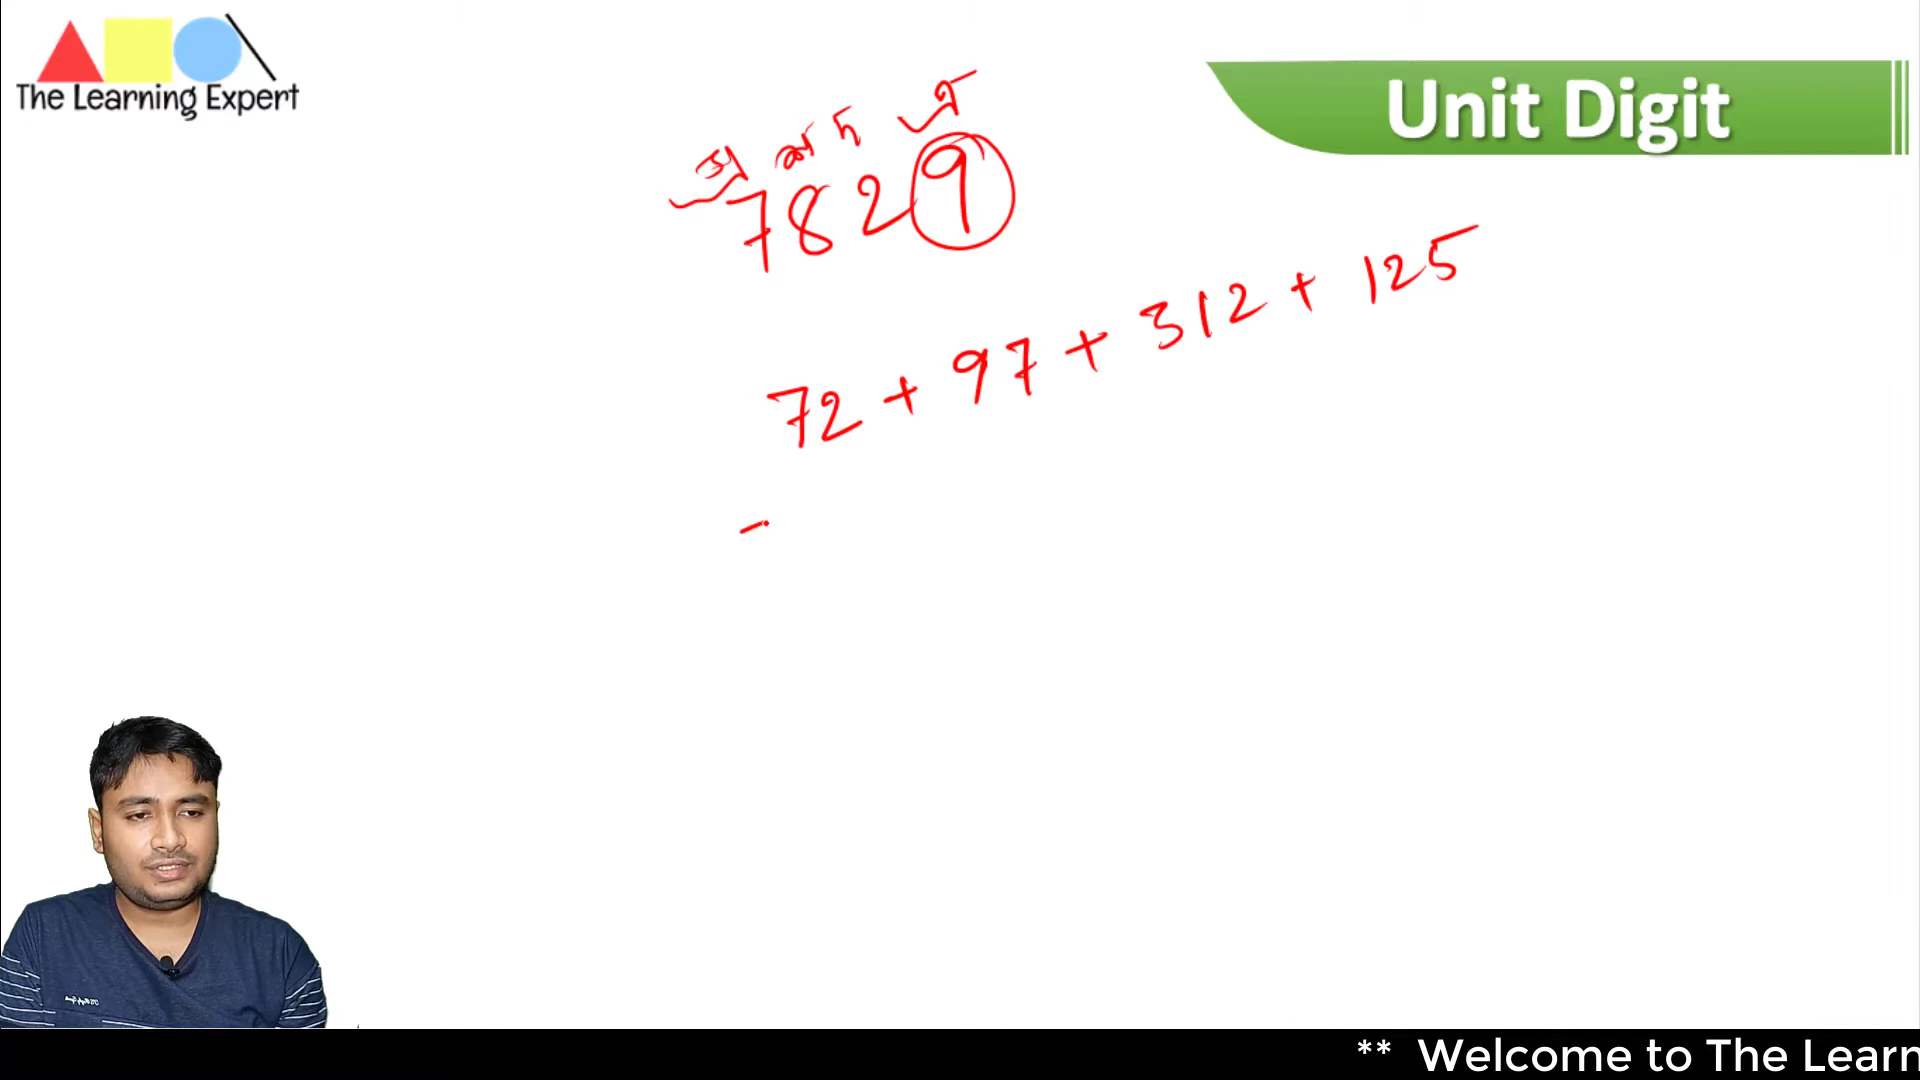 The Learning Expert
Unit Digit
7829
72 + 97 + 312 + 125
** Welcome to The Learn